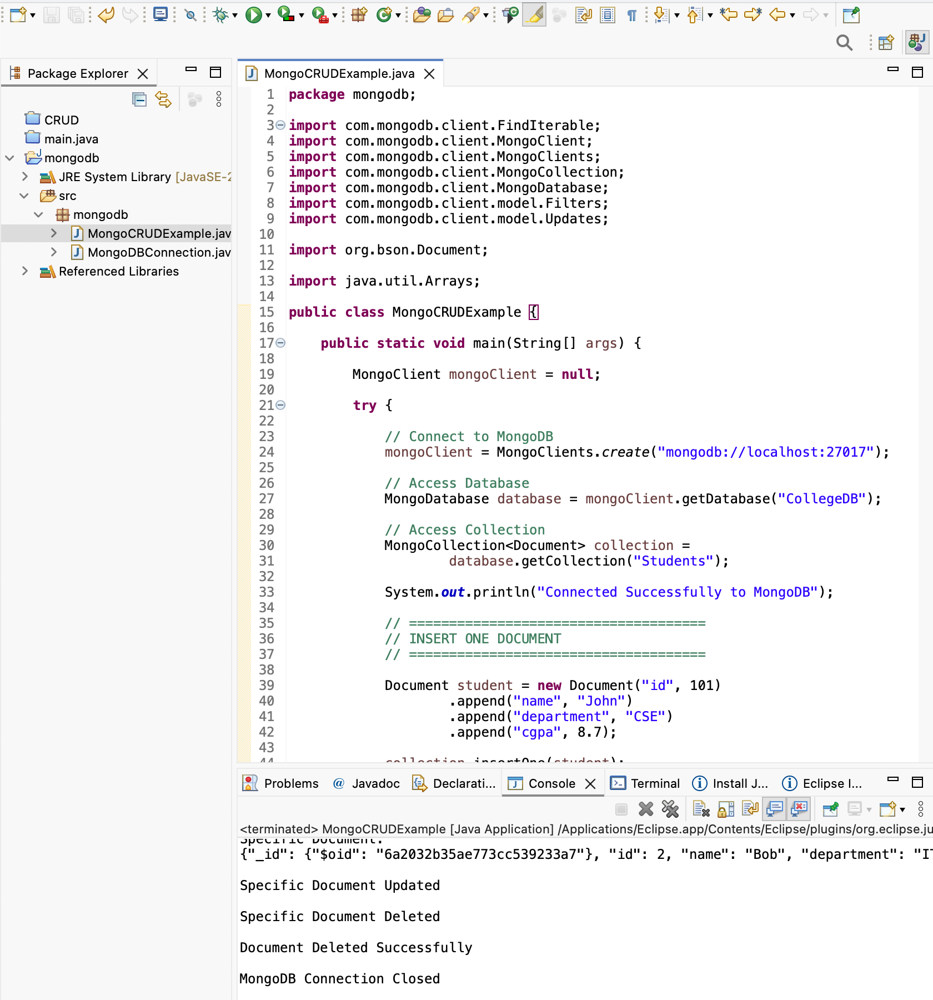 Package Explorer
CRUD
main.java
mongodb
JRE System Library [JavaSE-2
src
mongodb
MongoCRUDExample.jav
MongoDBConnection.jav
Referenced Libraries
MongoCRUDExample.java
1 package mongodb;
2
3 import com.mongodb.client.FindIterable;
4 import com.mongodb.client.MongoClient;
5 import com.mongodb.client.MongoClients;
6 import com.mongodb.client.MongoCollection;
7 import com.mongodb.client.MongoDatabase;
8 import com.mongodb.client.model.Filters;
9 import com.mongodb.client.model.Updates;
10
11 import org.bson.Document;
12
13 import java.util.Arrays;
14
15 public class MongoCRUDExample {
16
17 public static void main(String[] args) {
18
19 MongoClient mongoClient = null;
20
21 try {
22
23 // Connect to MongoDB
24 mongoClient = MongoClients.create("mongodb://localhost:27017");
25
26 // Access Database
27 MongoDatabase database = mongoClient.getDatabase("CollegeDB");
28
29 // Access Collection
30 MongoCollection<Document> collection =
31 database.getCollection("Students");
32
33 System.out.println("Connected Successfully to MongoDB");
34
35 // =====================================
36 // INSERT ONE DOCUMENT
37 // =====================================
38
39 Document student = new Document("id", 101)
40 .append("name", "John")
41 .append("department", "CSE")
42 .append("cgpa", 8.7);
43
44 collection.insertOne(student);
Problems @ Javadoc Declarati... Console Terminal Install J... Eclipse I...
<terminated> MongoCRUDExample [Java Application] /Applications/Eclipse.app/Contents/Eclipse/plugins/org.eclipse.ju
Specific Document:
{"_id": {"$oid": "6a2032b35ae773cc539233a7"}, "id": 2, "name": "Bob", "department": "IT
Specific Document Updated
Specific Document Deleted
Document Deleted Successfully
MongoDB Connection Closed